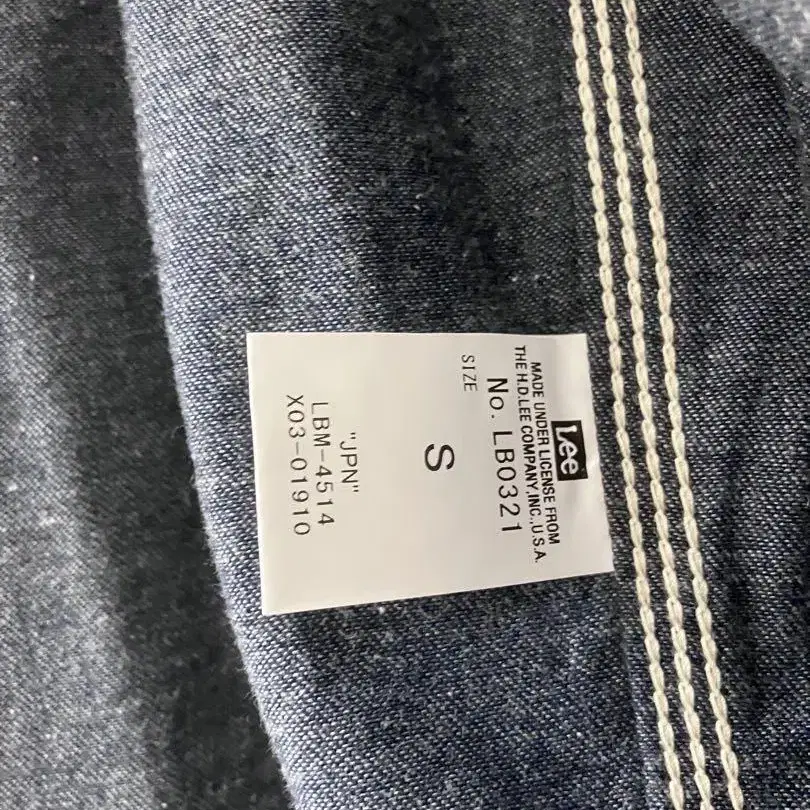 Lee
MADE UNDER LICENSE FROM
THE H.D.LEE COMPANY,INC.,U.S.A.
No. LB0321
SIZE
S
"JPN"
LBM-4514
X03-01910